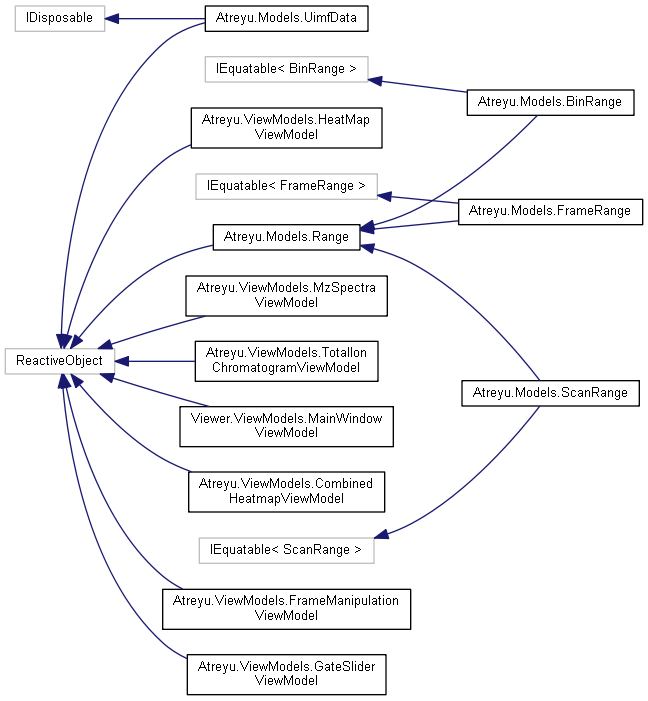 IDisposable
Atreyu.Models.UimfData
IEquatable< BinRange >
Atreyu.Models.BinRange
Atreyu.ViewModels.HeatMap
ViewModel
IEquatable< FrameRange >
Atreyu.Models.FrameRange
Atreyu.Models.Range
Atreyu.ViewModels.MzSpectra
ViewModel
ReactiveObject
Atreyu.ViewModels.TotalIon
ChromatogramViewModel
Atreyu.Models.ScanRange
Viewer.ViewModels.MainWindow
ViewModel
Atreyu.ViewModels.Combined
HeatmapViewModel
IEquatable< ScanRange >
Atreyu.ViewModels.FrameManipulation
ViewModel
Atreyu.ViewModels.GateSlider
ViewModel